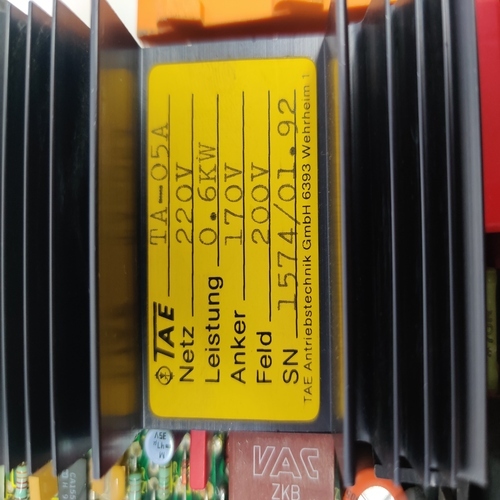 TAE TA-05A
Netz 220V
Leistung 0.6KW
Anker 170V
Feld 200V
SN 1574/01.92
TAE Antriebstechnik GmbH 6393 Wehrheim 1
VAC
ZKB